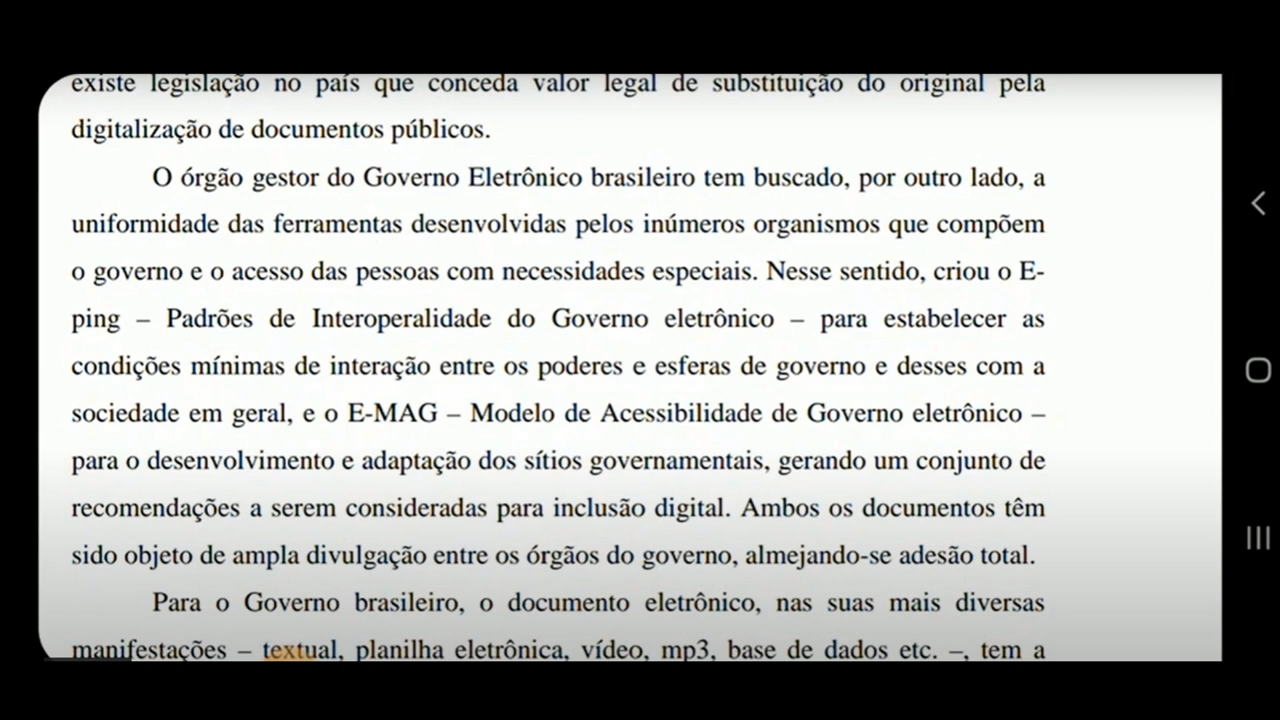 existe legislação no país que conceda valor legal de substituição do original pela
digitalização de documentos públicos.
O órgão gestor do Governo Eletrônico brasileiro tem buscado, por outro lado, a
uniformidade das ferramentas desenvolvidas pelos inúmeros organismos que compõem
o governo e o acesso das pessoas com necessidades especiais. Nesse sentido, criou o E-
ping – Padrões de Interoperalidade do Governo eletrônico – para estabelecer as
condições mínimas de interação entre os poderes e esferas de governo e desses com a
sociedade em geral, e o E-MAG – Modelo de Acessibilidade de Governo eletrônico –
para o desenvolvimento e adaptação dos sítios governamentais, gerando um conjunto de
recomendações a serem consideradas para inclusão digital. Ambos os documentos têm
sido objeto de ampla divulgação entre os órgãos do governo, almejando-se adesão total.
Para o Governo brasileiro, o documento eletrônico, nas suas mais diversas
manifestações – textual, planilha eletrônica, vídeo, mp3, base de dados etc. –, tem a